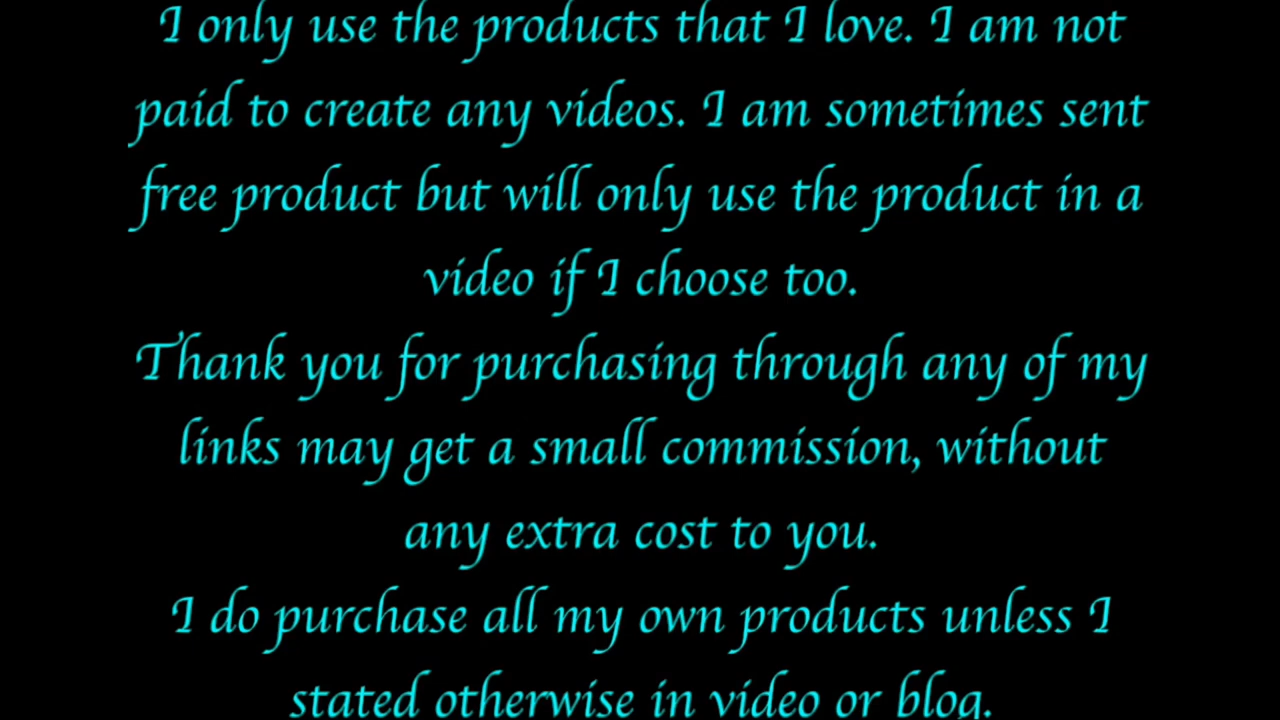 I only use the products that I love. I am not
paid to create any videos. I am sometimes sent
free product but will only use the product in a
video if I choose too.
Thank you for purchasing through any of my
links may get a small commission, without
any extra cost to you.
I do purchase all my own products unless I
stated otherwise in video or blog.